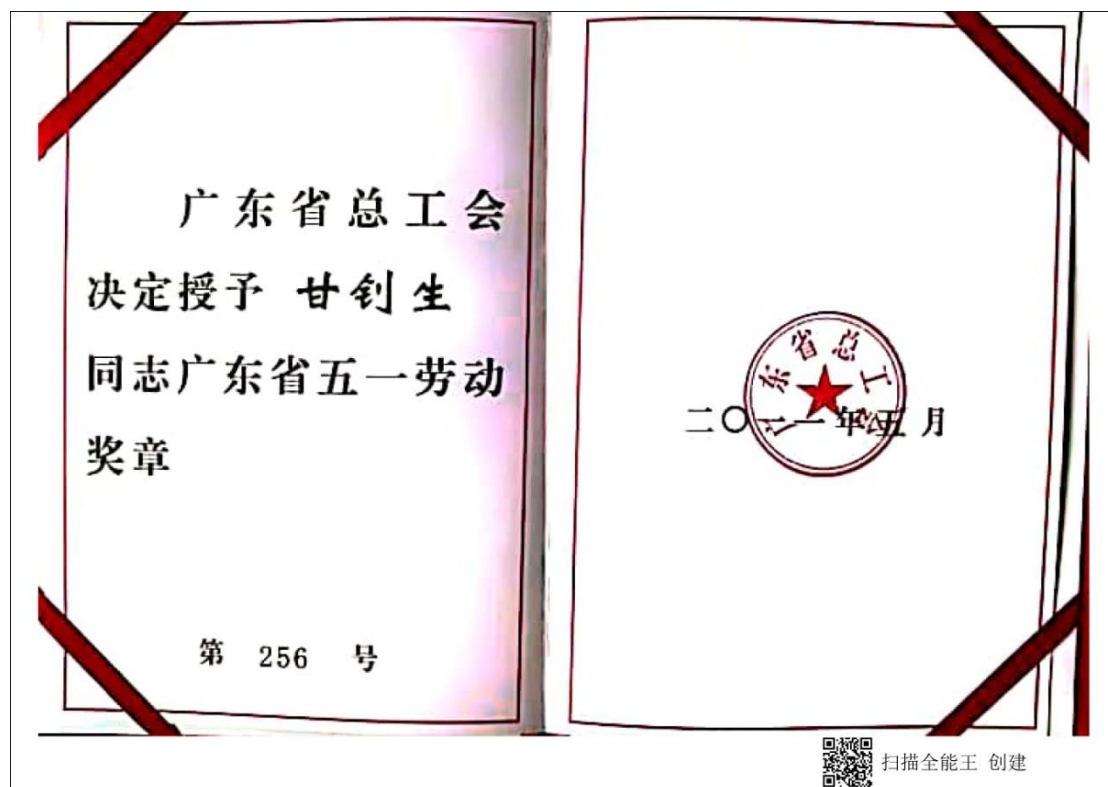 广东省总工会
决定授予 甘钊生
同志广东省五一劳动
奖章
第 256 号
广东省总工会
二〇一一年五月
扫描全能王 创建